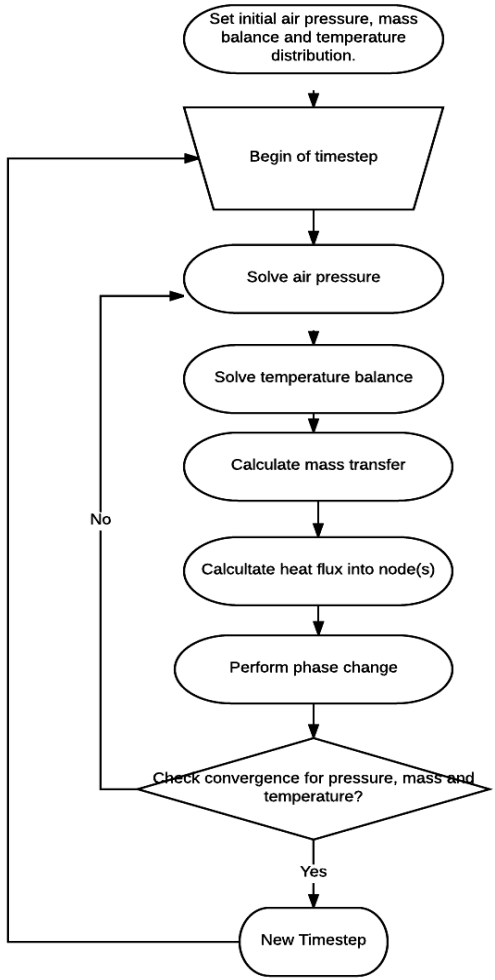 Set initial air pressure, mass
balance and temperature
distribution.
Begin of timestep
Solve air pressure
Solve temperature balance
Calculate mass transfer
No
Calcultate heat flux into node(s)
Perform phase change
Check convergence for pressure, mass and
temperature?
Yes
New Timestep